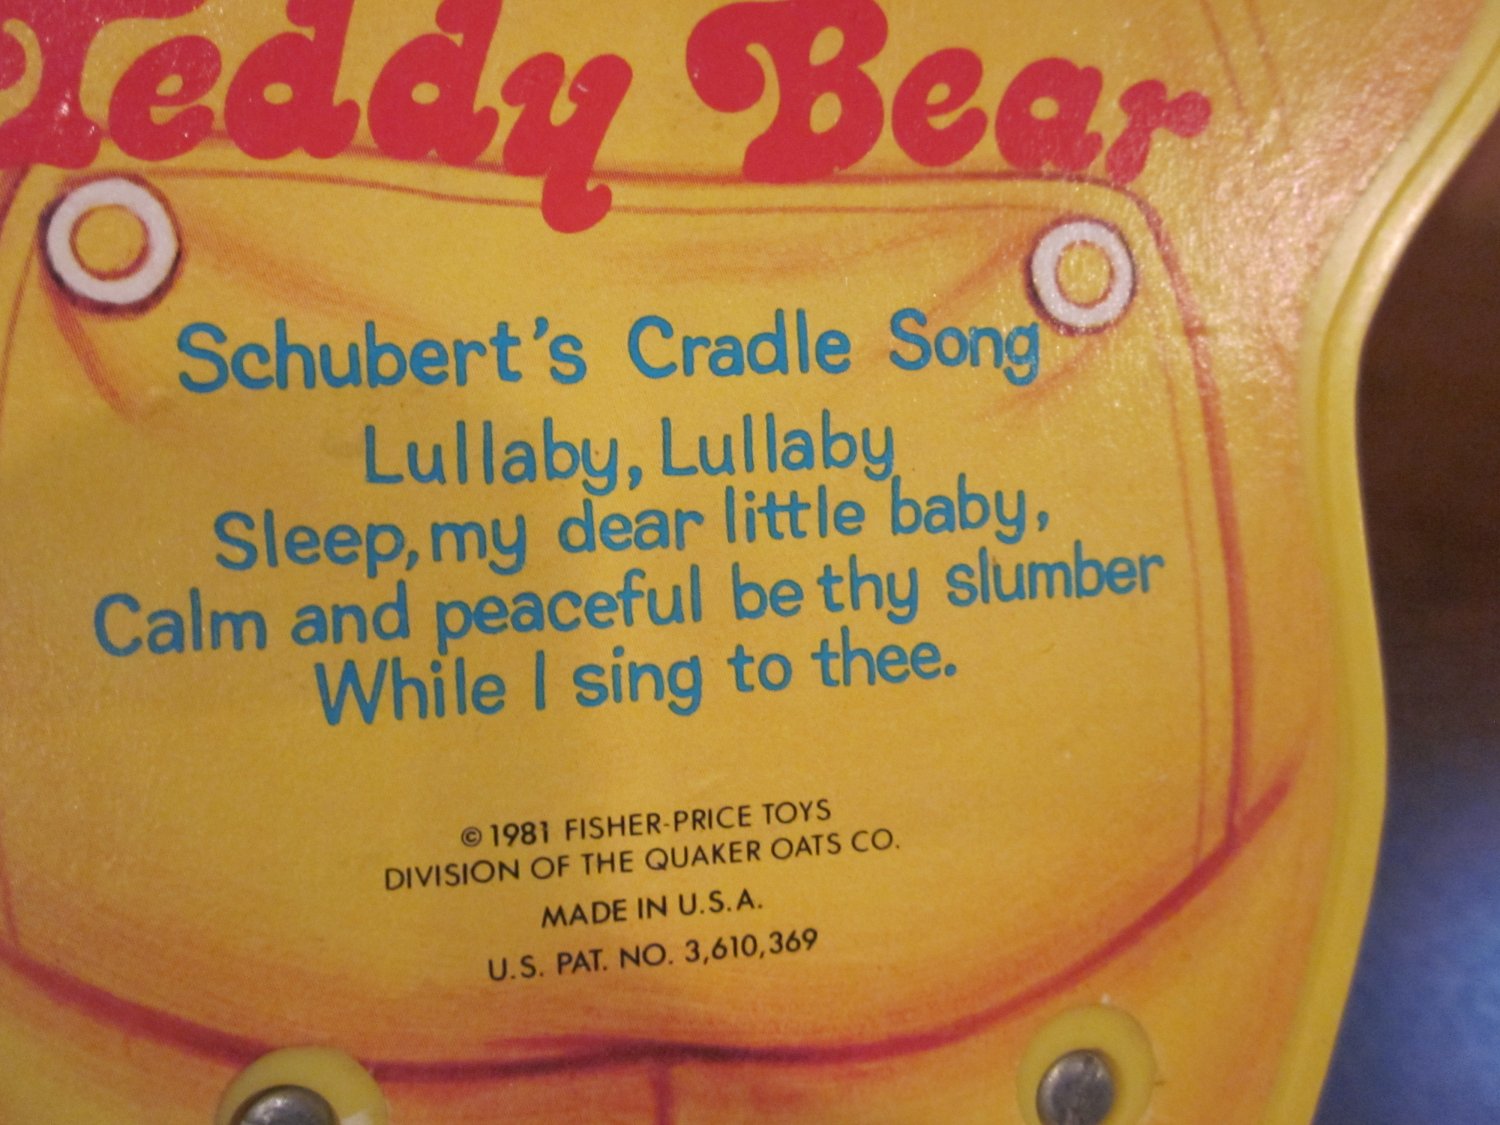 Teddy Bear
Schubert's Cradle Song
Lullaby, Lullaby
Sleep, my dear little baby,
Calm and peaceful be thy slumber
While I sing to thee.
© 1981 FISHER-PRICE TOYS
DIVISION OF THE QUAKER OATS CO.
MADE IN U.S.A.
U.S. PAT. NO. 3,610,369